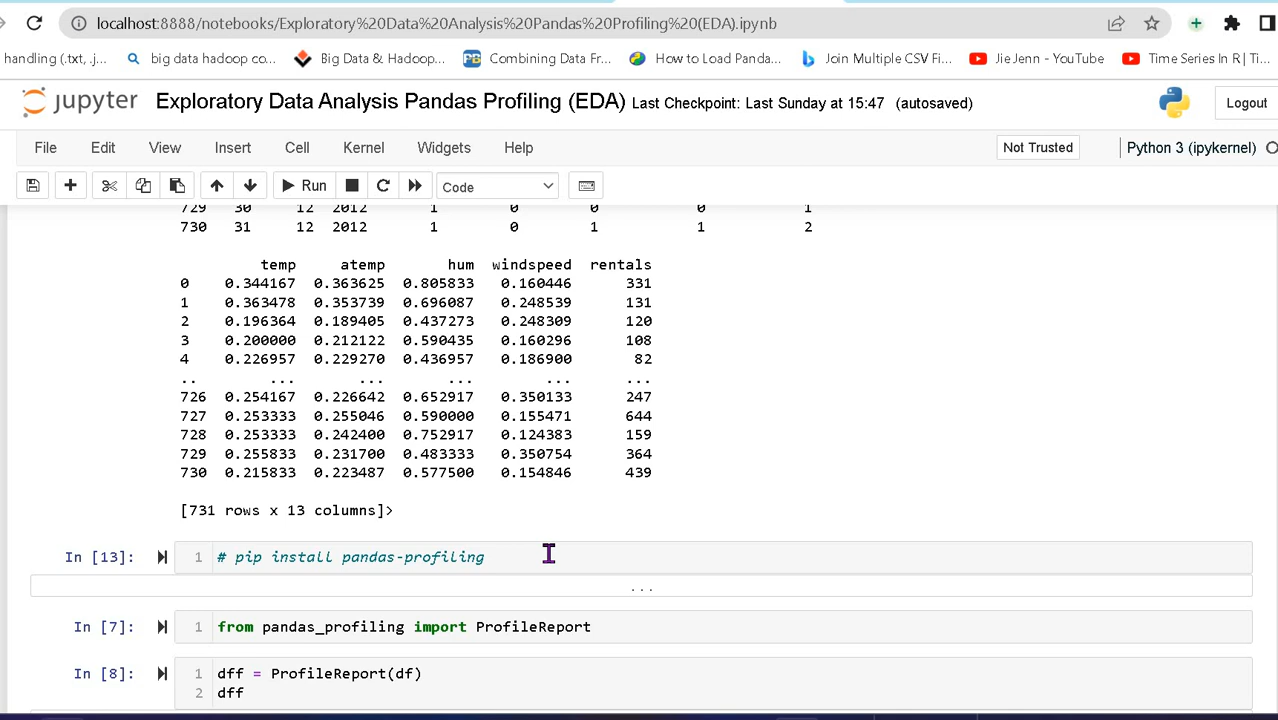 localhost:8888/notebooks/Exploratory%20Data%20Analysis%20Pandas%20Profiling%20(EDA).ipynb
handling (.txt, .j... big data hadoop co... Big Data & Hadoop... Combining Data Fr... How to Load Panda... Join Multiple CSV Fi... Jie Jenn - YouTube Time Series In R | Ti...
jupyter Exploratory Data Analysis Pandas Profiling (EDA) Last Checkpoint: Last Sunday at 15:47 (autosaved) Logout
File Edit View Insert Cell Kernel Widgets Help Not Trusted Python 3 (ipykernel)
Run Code
729 30 12 2012 1 0 0 0 1
730 31 12 2012 1 0 1 1 2
temp atemp hum windspeed rentals
0 0.344167 0.363625 0.805833 0.160446 331
1 0.363478 0.353739 0.696087 0.248539 131
2 0.196364 0.189405 0.437273 0.248309 120
3 0.200000 0.212122 0.590435 0.160296 108
4 0.226957 0.229270 0.436957 0.186900 82
.. ... ... ... ... ...
726 0.254167 0.226642 0.652917 0.350133 247
727 0.253333 0.255046 0.590000 0.155471 644
728 0.253333 0.242400 0.752917 0.124383 159
729 0.255833 0.231700 0.483333 0.350754 364
730 0.215833 0.223487 0.577500 0.154846 439
[731 rows x 13 columns]>
In [13]: 1 # pip install pandas-profiling
...
In [7]: 1 from pandas_profiling import ProfileReport
In [8]: 1 dff = ProfileReport(df)
2 dff